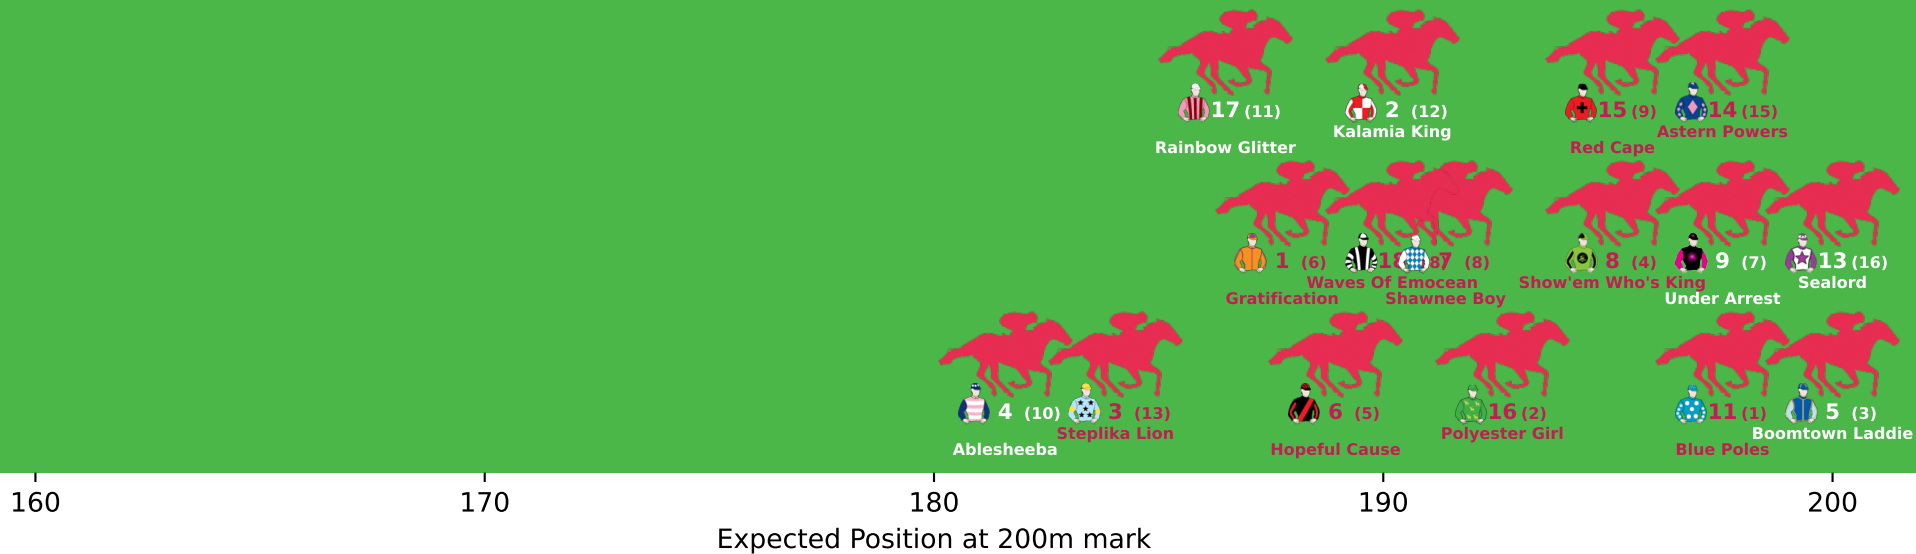 17 (11)
Rainbow Glitter
2 (12)
Kalamia King
15 (9)
Red Cape
14 (15)
Astern Powers
1 (6)
Gratification
18
Waves Of Emocean
7 (8)
Shawnee Boy
8 (4)
Show'em Who's King
9 (7)
Under Arrest
13 (16)
Sealord
4 (10)
Ablesheeba
3 (13)
Steplika Lion
6 (5)
Hopeful Cause
16 (2)
Polyester Girl
11 (1)
Blue Poles
5 (3)
Boomtown Laddie
160 170 180 190 200
Expected Position at 200m mark